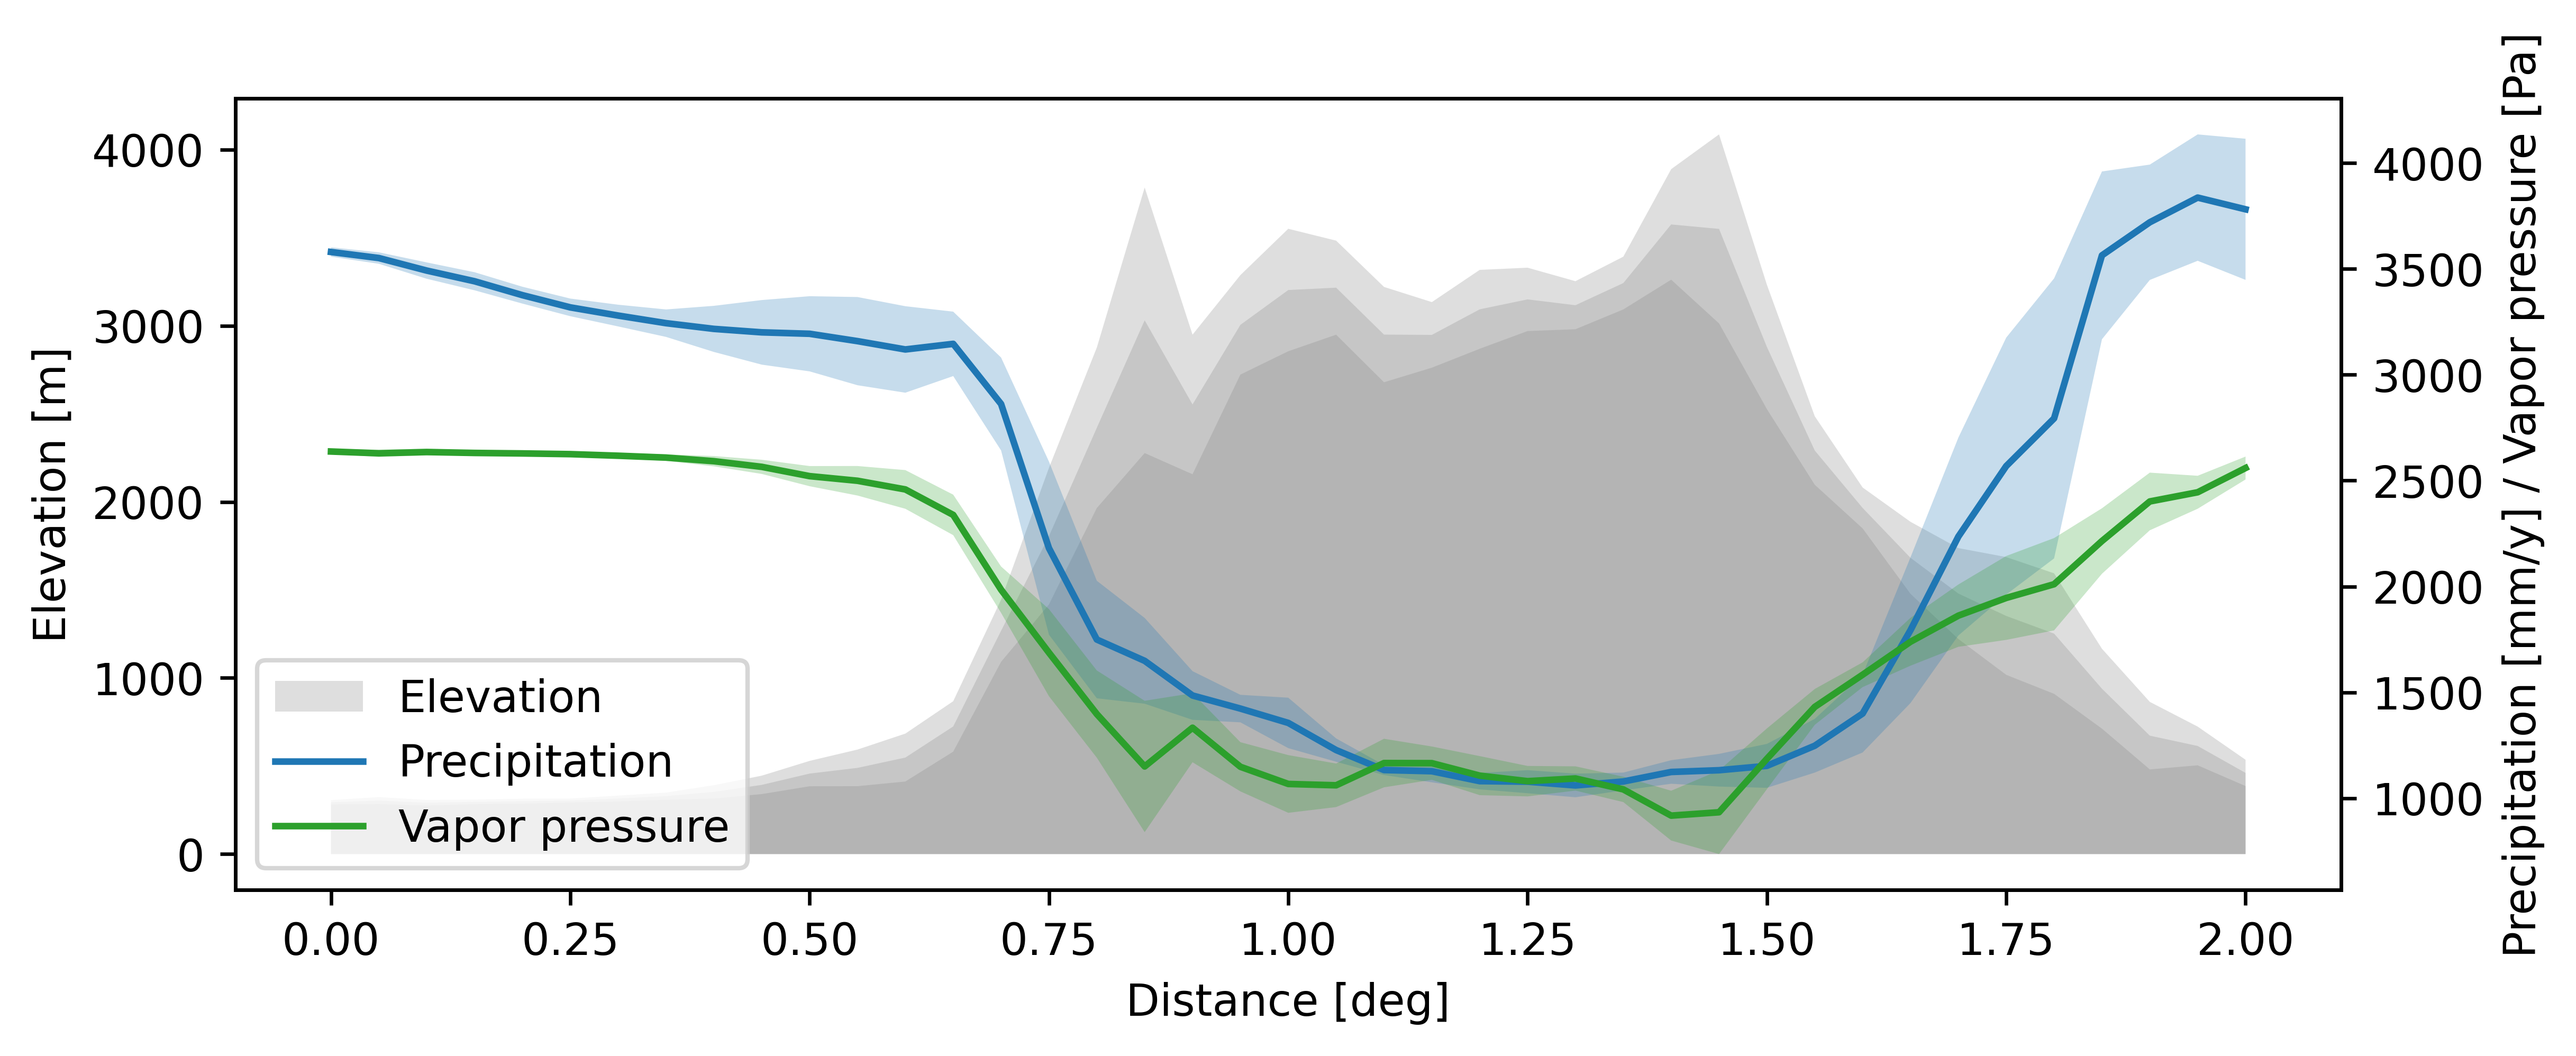 Elevation [m]
4000
3000
2000
1000
0
Elevation
Precipitation
Vapor pressure
0.00 0.25 0.50 0.75 1.00 1.25 1.50 1.75 2.00
Distance [deg]
4000
3500
3000
2500
2000
1500
1000
Precipitation [mm/y] / Vapor pressure [Pa]